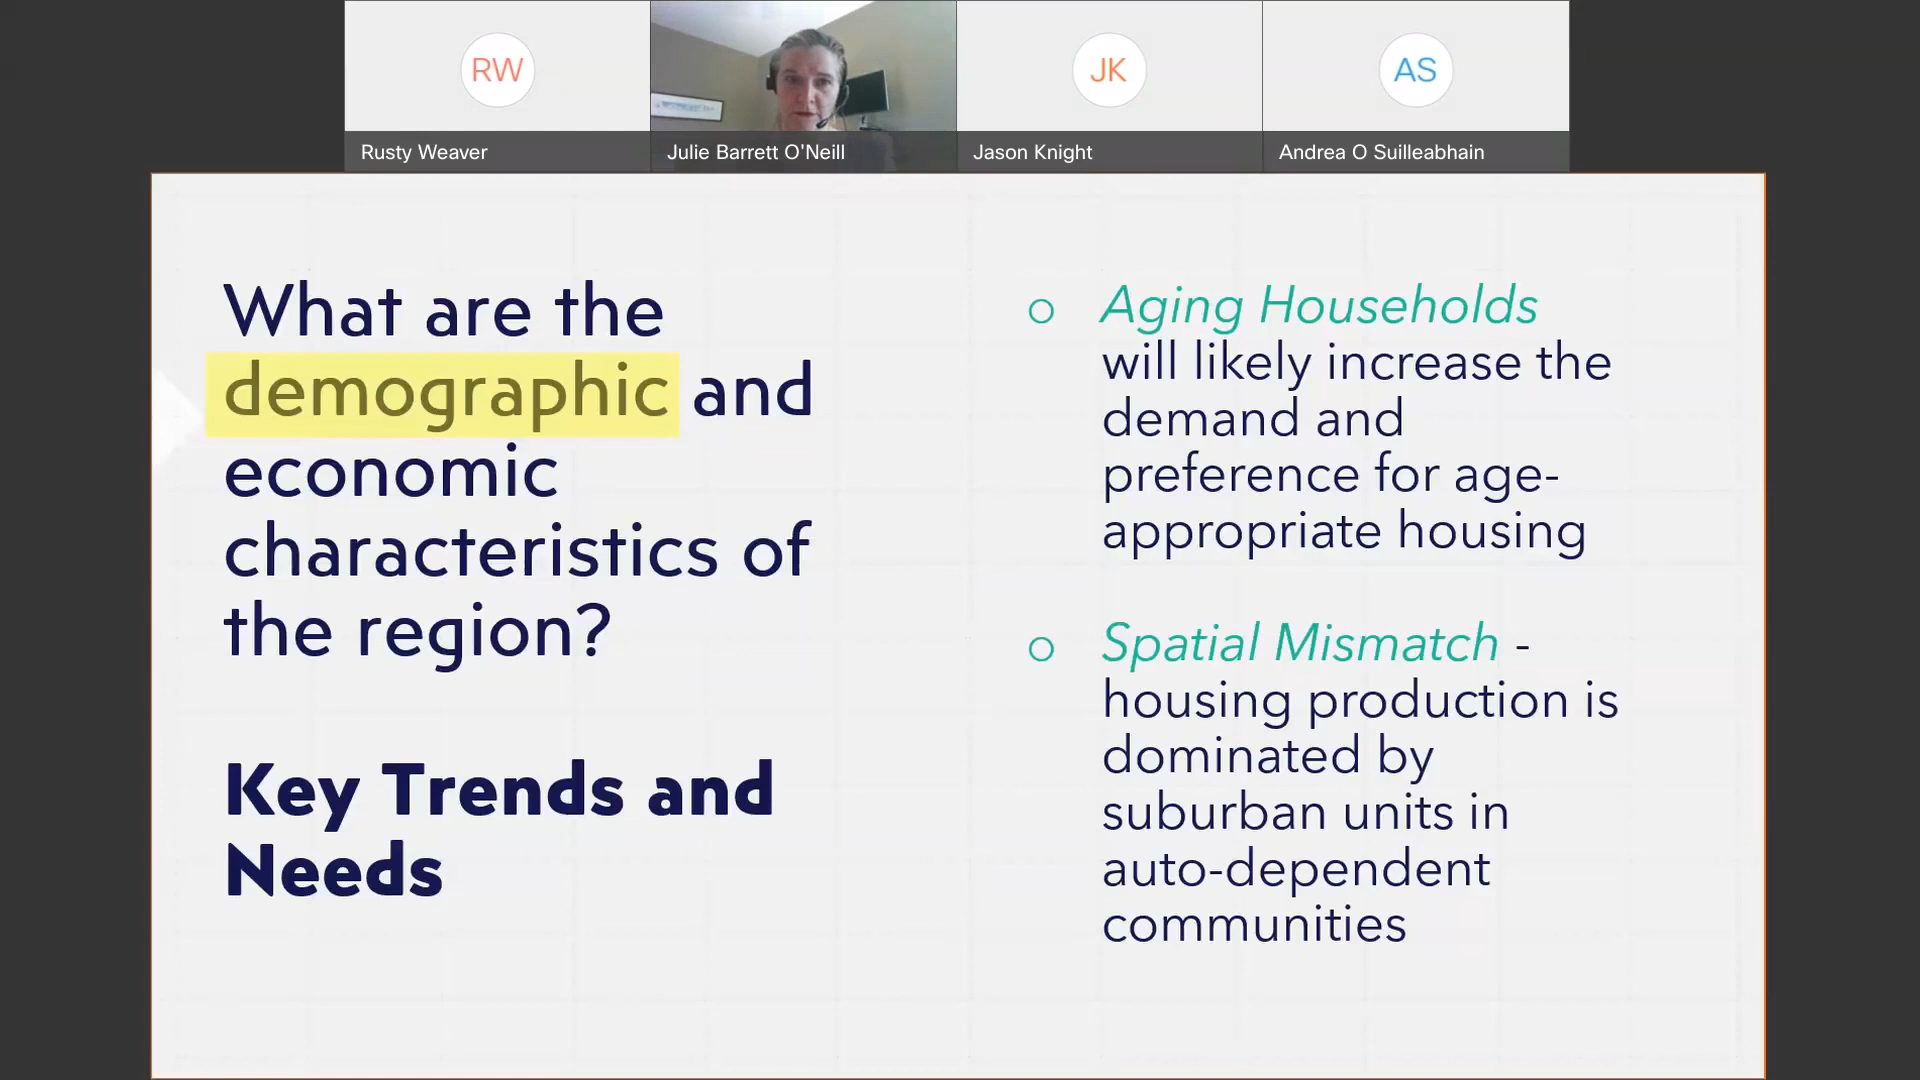 RW
JK
AS
Rusty Weaver
Julie Barrett O'Neill
Jason Knight
Andrea O Suilleabhain
What are the
demographic and
economic
characteristics of
the region?
Key Trends and
Needs
○ Aging Households
will likely increase the
demand and
preference for age-
appropriate housing
○ Spatial Mismatch -
housing production is
dominated by
suburban units in
auto-dependent
communities